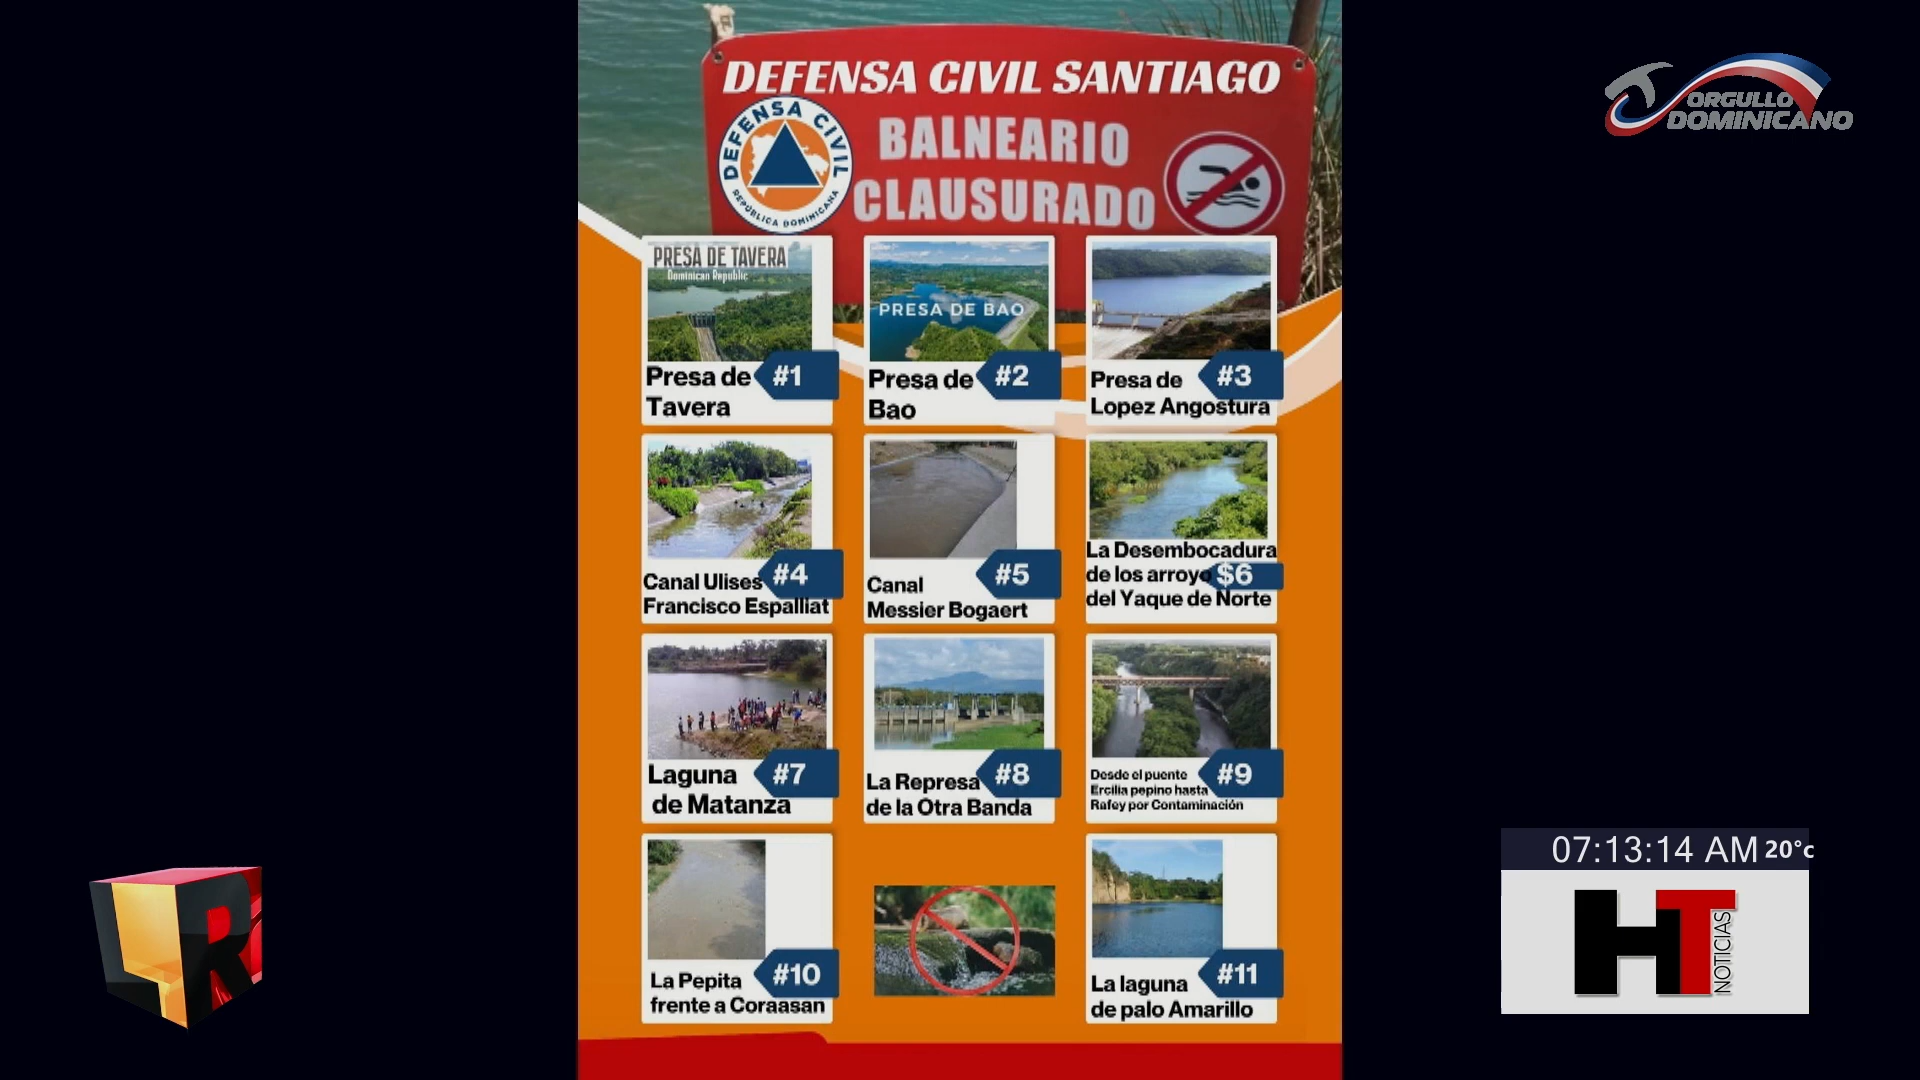 DEFENSA CIVIL SANTIAGO
DEFENSA CIVIL
REPÚBLICA DOMINICANA
BALNEARIO
CLAUSURADO
PRESA DE TAVERA
Dominican Republic
#1
Presa de
Tavera
PRESA DE BAO
#2
Presa de
Bao
#3
Presa de
Lopez Angostura
#4
Canal Ulises
Francisco Espalliat
#5
Canal
Messier Bogaert
La Desembocadura
de los arroyo $6
del Yaque de Norte
#7
Laguna
de Matanza
#8
La Represa
de la Otra Banda
#9
Desde el puente
Ercilia pepino hasta
Rafey por Contaminación
#10
La Pepita
frente a Coraasan
#11
La laguna
de palo Amarillo
ORGULLO
DOMINICANO
LR
07:13:14 AM 20°c
HT
NOTICIAS